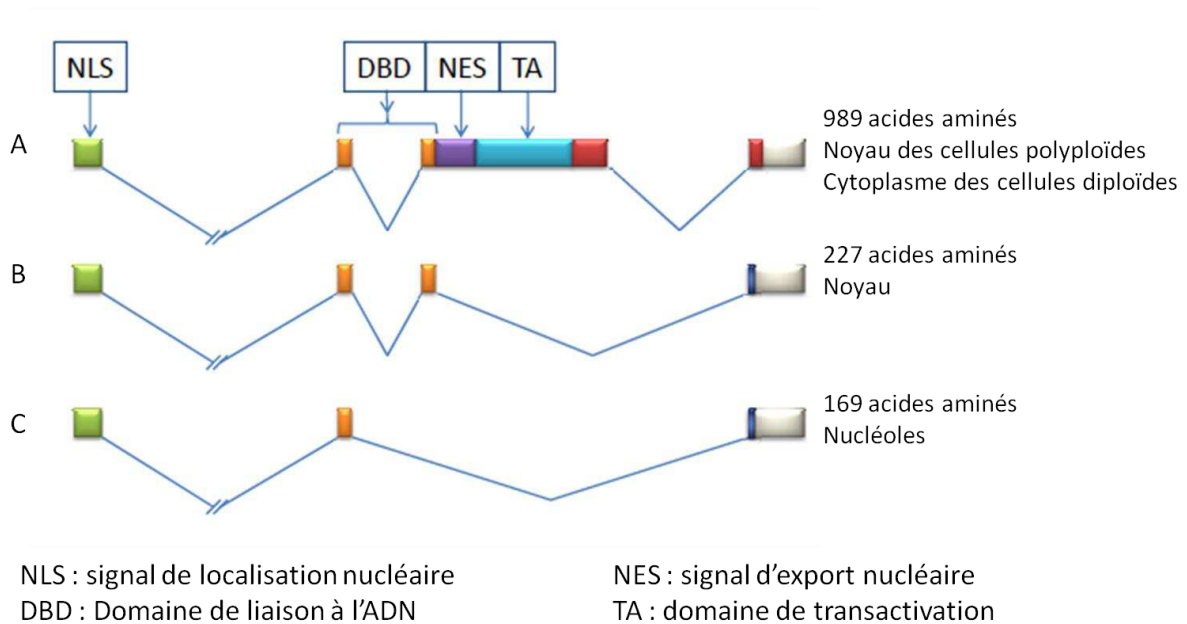 NLS
DBD NES TA
A
989 acides aminés
Noyau des cellules polyploïdes
Cytoplasme des cellules diploïdes
B
227 acides aminés
Noyau
C
169 acides aminés
Nucléoles
NLS : signal de localisation nucléaire
NES : signal d’export nucléaire
DBD : Domaine de liaison à l’ADN
TA : domaine de transactivation